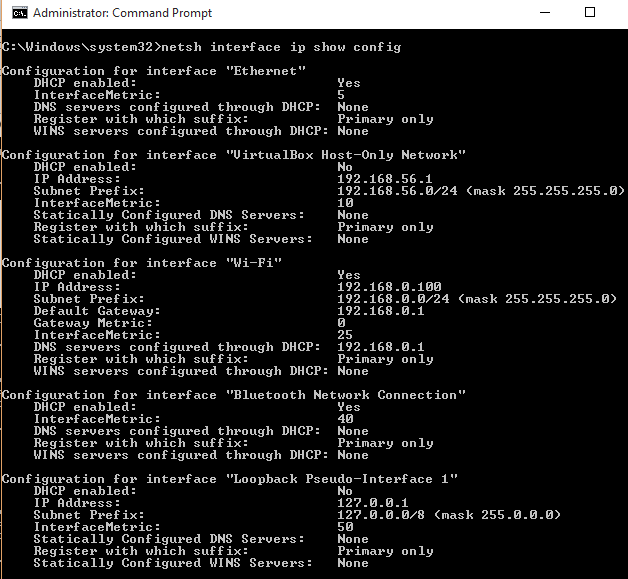 Administrator: Command Prompt
C:\Windows\system32>netsh interface ip show config
Configuration for interface "Ethernet"
DHCP enabled: Yes
InterfaceMetric: 5
DNS servers configured through DHCP: None
Register with which suffix: Primary only
WINS servers configured through DHCP: None
Configuration for interface "VirtualBox Host-Only Network"
DHCP enabled: No
IP Address: 192.168.56.1
Subnet Prefix: 192.168.56.0/24 (mask 255.255.255.0)
InterfaceMetric: 10
Statically Configured DNS Servers: None
Register with which suffix: Primary only
Statically Configured WINS Servers: None
Configuration for interface "Wi-Fi"
DHCP enabled: Yes
IP Address: 192.168.0.100
Subnet Prefix: 192.168.0.0/24 (mask 255.255.255.0)
Default Gateway: 192.168.0.1
Gateway Metric: 0
InterfaceMetric: 25
DNS servers configured through DHCP: 192.168.0.1
Register with which suffix: Primary only
WINS servers configured through DHCP: None
Configuration for interface "Bluetooth Network Connection"
DHCP enabled: Yes
InterfaceMetric: 40
DNS servers configured through DHCP: None
Register with which suffix: Primary only
WINS servers configured through DHCP: None
Configuration for interface "Loopback Pseudo-Interface 1"
DHCP enabled: No
IP Address: 127.0.0.1
Subnet Prefix: 127.0.0.0/8 (mask 255.0.0.0)
InterfaceMetric: 50
Statically Configured DNS Servers: None
Register with which suffix: Primary only
Statically Configured WINS Servers: None